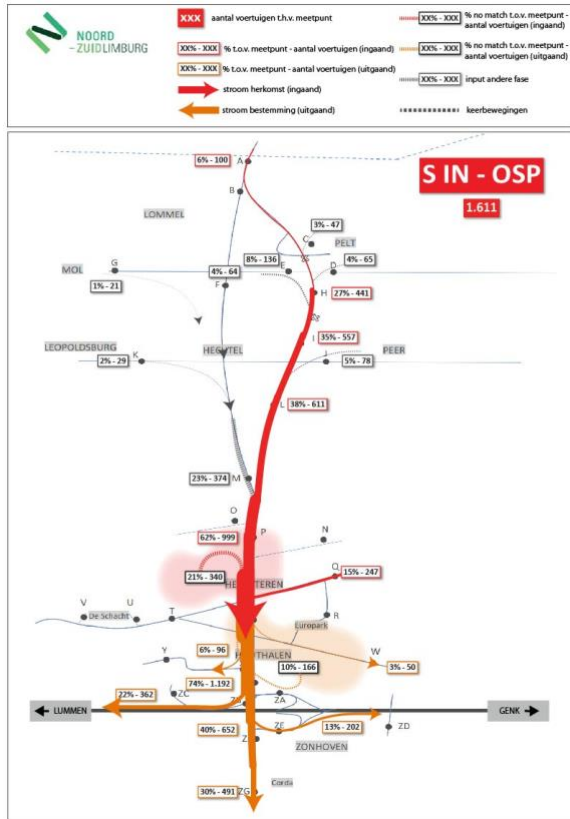 NOORD
-ZUIDLIMBURG
XXX aantal voertuigen t.h.v. meetpunt
XX% - XXX % t.o.v. meetpunt - aantal voertuigen (ingaand)
XX% - XXX % t.o.v. meetpunt - aantal voertuigen (uitgaand)
stroom herkomst (ingaand)
stroom bestemming (uitgaand)
XX% - XXX % no match t.o.v. meetpunt -
aantal voertuigen (ingaand)
XX% - XXX % no match t.o.v. meetpunt -
aantal voertuigen (uitgaand)
XX% - XXX input andere fase
keerbewegingen
S IN - OSP
1.611
6% - 100 A
B
LOMMEL
3% - 47
C
PELT
8% - 136
4% - 65
MOL
G
4% - 64
E
D
F
1% - 21
H
27% - 441
35% - 557
I
LEOPOLDSBURG
HECHTEL
PEER
2% - 29
K
J
5% - 78
L
38% - 611
23% - 374
M
O
P
N
62% - 999
21% - 340
Q
15% - 247
V
U
T
R
De Schacht
Europark
6% - 96
Y
W
10% - 166
3% - 50
74% - 1.192
22% - 362
ZC
ZA
LUMMEN
GENK
40% - 652
ZE
13% - 202
ZD
ZONHOVEN
30% - 491
ZG
Corda